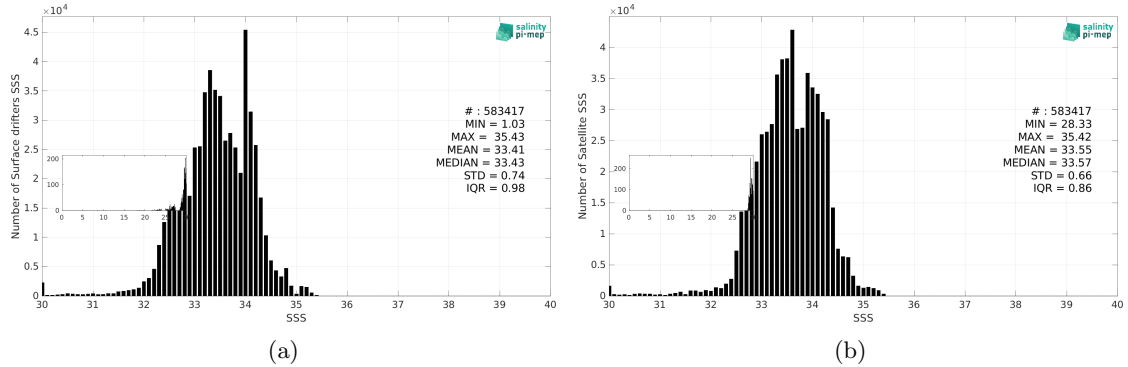 ×10⁴
4.5
4
3.5
3
2.5
2
1.5
1
0.5
0
Number of Surface drifters SSS
salinity
pi-mep
# : 583417
MIN = 1.03
MAX = 35.43
MEAN = 33.41
MEDIAN = 33.43
STD = 0.74
IQR = 0.98
200
100
0
0 5 10 15 20 25
30 31 32 33 34 35 36 37 38 39 40
SSS
(a)
×10⁴
4
3.5
3
2.5
2
1.5
1
0.5
0
Number of Satellite SSS
salinity
pi-mep
# : 583417
MIN = 28.33
MAX = 35.42
MEAN = 33.55
MEDIAN = 33.57
STD = 0.66
IQR = 0.86
200
100
0
0 5 10 15 20 25
30 31 32 33 34 35 36 37 38 39 40
SSS
(b)